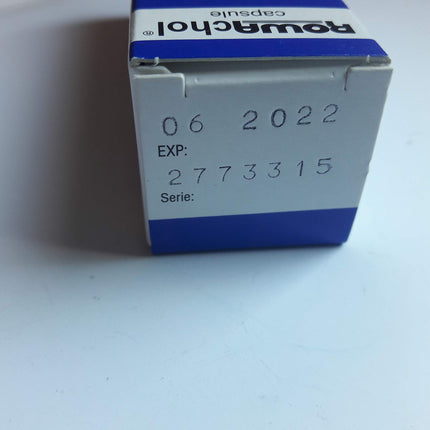 RowAchol®
capsule
06 2022
EXP:
2773315
Serie: